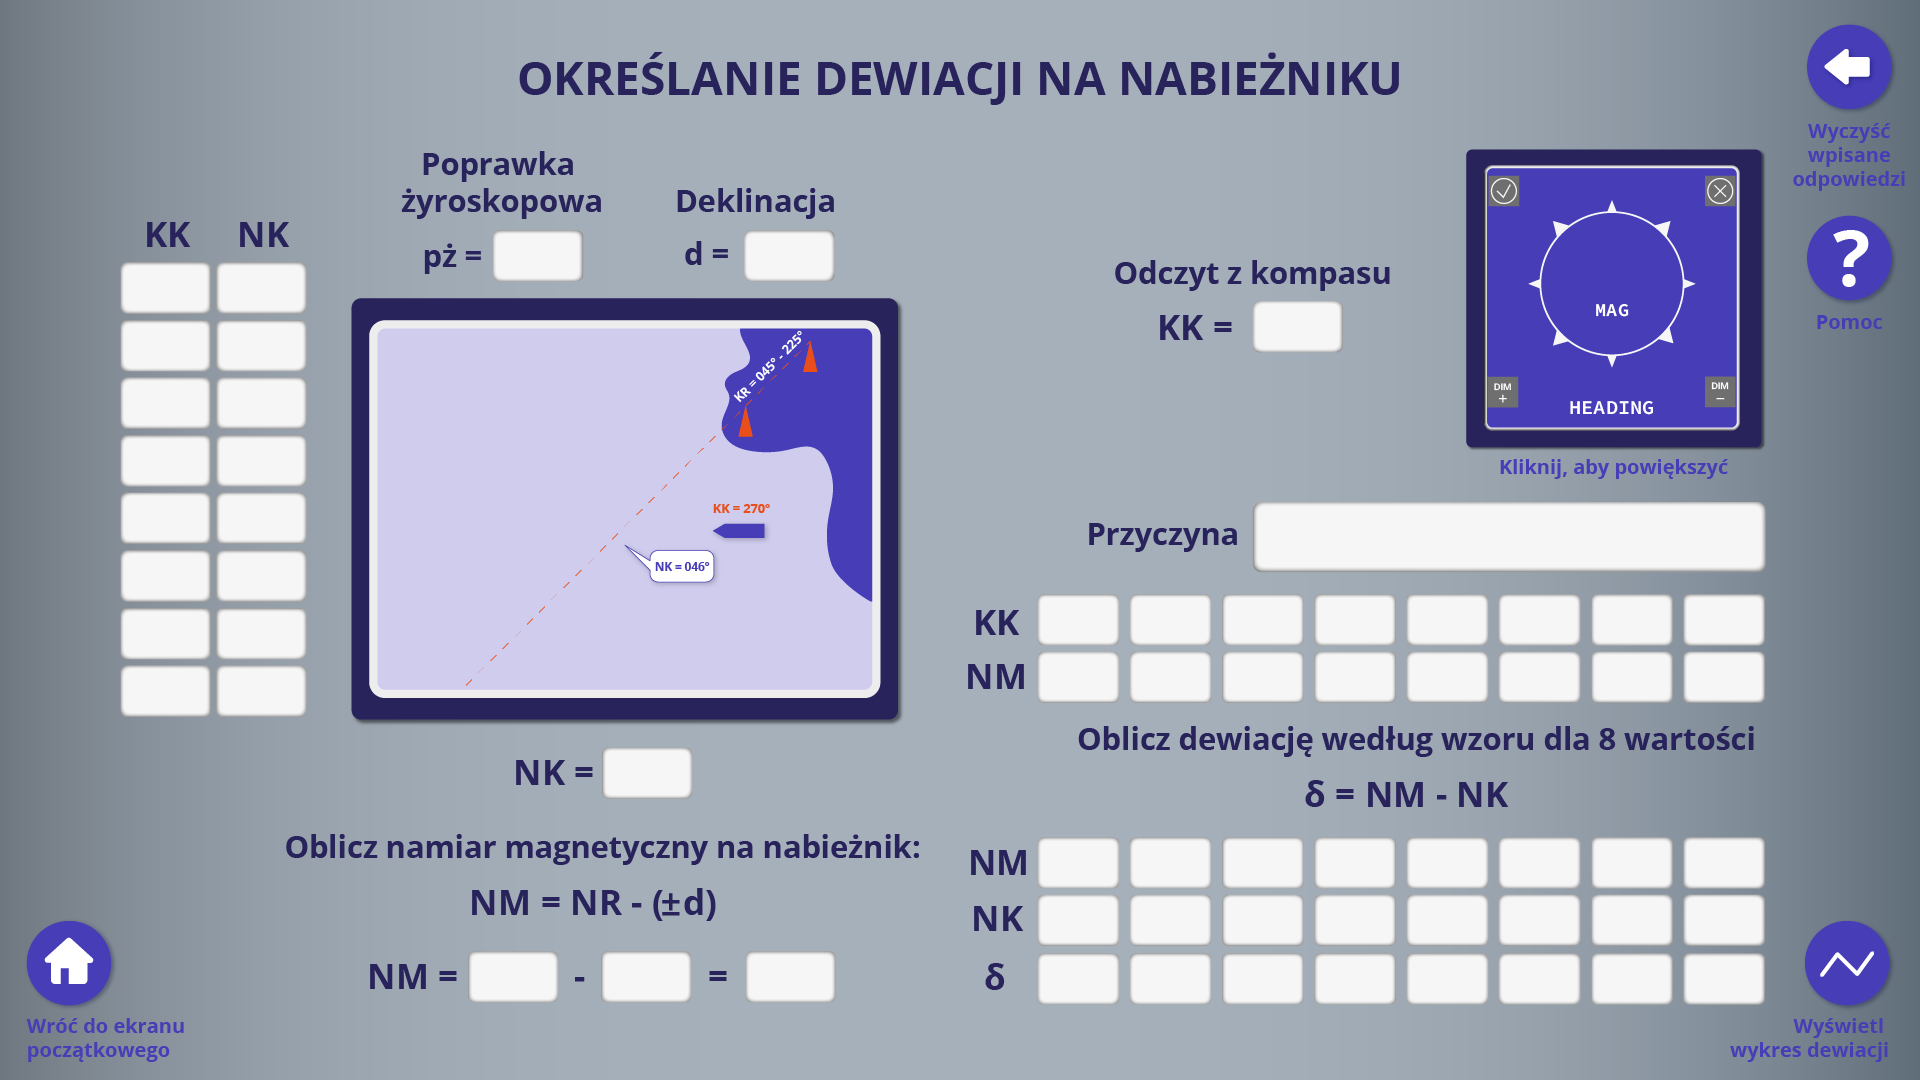 OKREŚLANIE DEWIACJI NA NABIEŻNIKU
Wyczyść
wpisane
odpowiedzi
Pomoc
KK NK
Poprawka
żyroskopowa
pż =
Deklinacja
d =
KR = 045° - 225°
KK = 270°
NK = 046°
NK =
Oblicz namiar magnetyczny na nabieżnik:
NM = NR - (±d)
NM = - =
Odczyt z kompasu
KK =
MAG
DIM
+
DIM
−
HEADING
Kliknij, aby powiększyć
Przyczyna
KK
NM
Oblicz dewiację według wzoru dla 8 wartości
δ = NM - NK
NM
NK
δ
Wróć do ekranu
początkowego
Wyświetl
wykres dewiacji